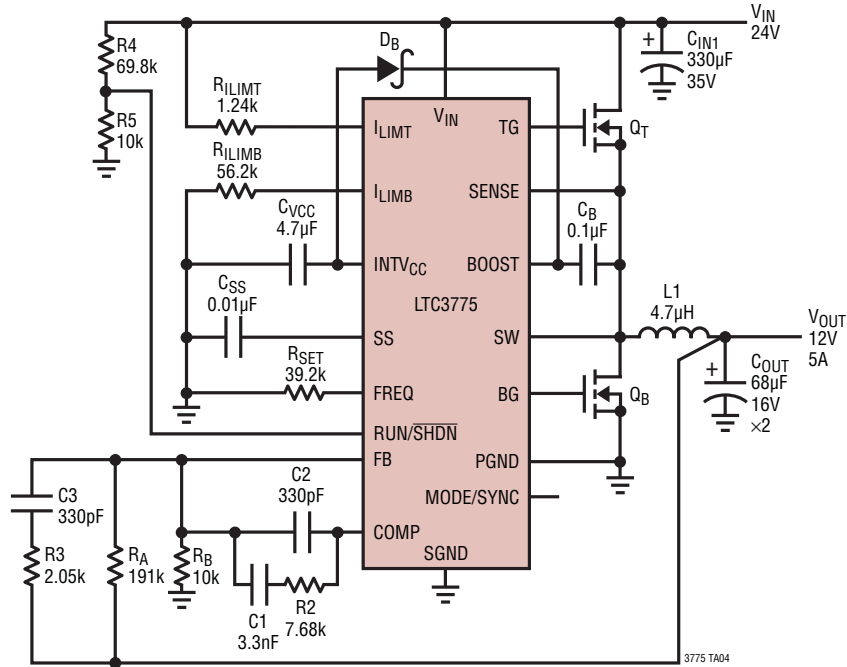 VIN
24V
R4
69.8k
DB
+
CIN1
330µF
35V
RILIMT
1.24k
R5
10k
ILIMT
VIN
TG
QT
RILIMB
56.2k
ILIMB
SENSE
CVCC
4.7µF
CB
0.1µF
INTVCC
BOOST
LTC3775
CSS
0.01µF
L1
4.7µH
VOUT
12V
5A
SS
SW
RSET
39.2k
+
COUT
68µF
16V
×2
FREQ
BG
QB
RUN/SHDN
FB
PGND
C2
330pF
C3
330pF
MODE/SYNC
COMP
R3
2.05k
RA
191k
RB
10k
SGND
C1
3.3nF
R2
7.68k
3775 TA04